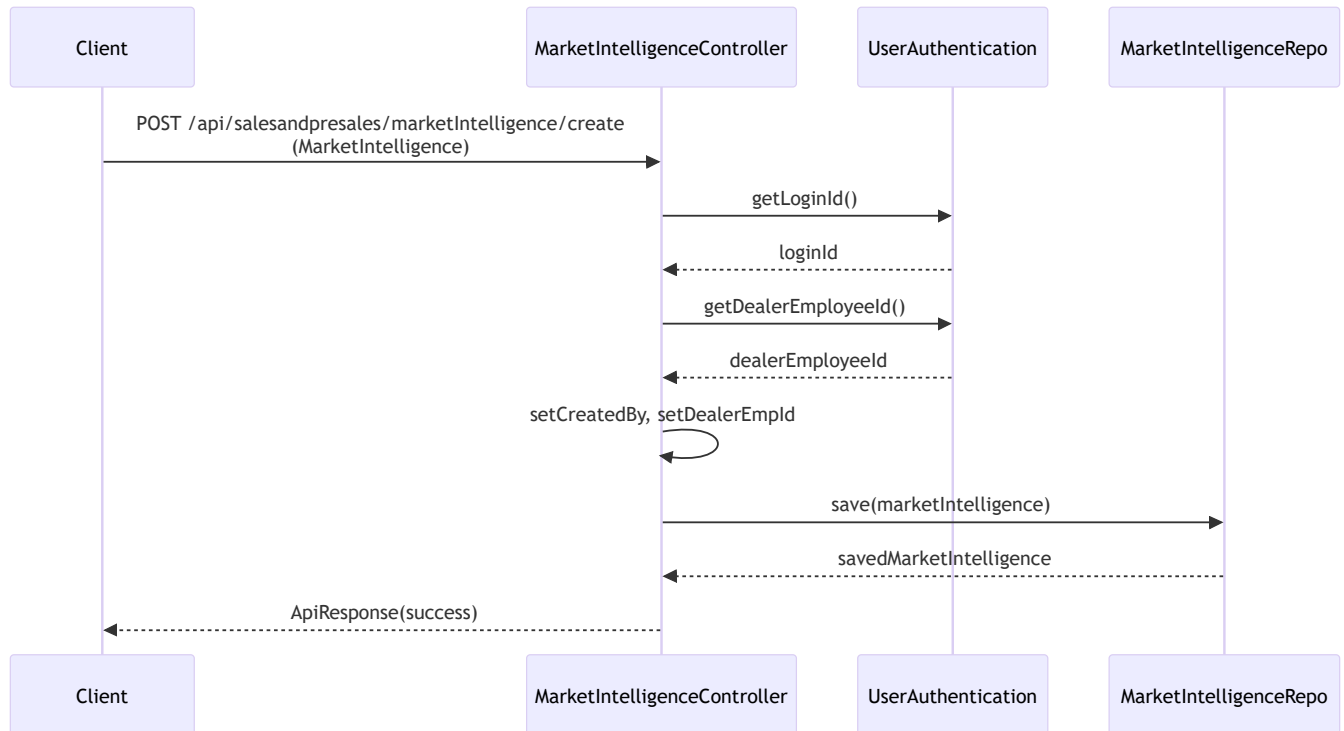 Client
MarketIntelligenceController
UserAuthentication
MarketIntelligenceRepo
POST /api/salesandpresales/marketIntelligence/create
(MarketIntelligence)
getLoginId()
loginId
getDealerEmployeeId()
dealerEmployeeId
setCreatedBy, setDealerEmpId
save(marketIntelligence)
savedMarketIntelligence
ApiResponse(success)
Client
MarketIntelligenceController
UserAuthentication
MarketIntelligenceRepo